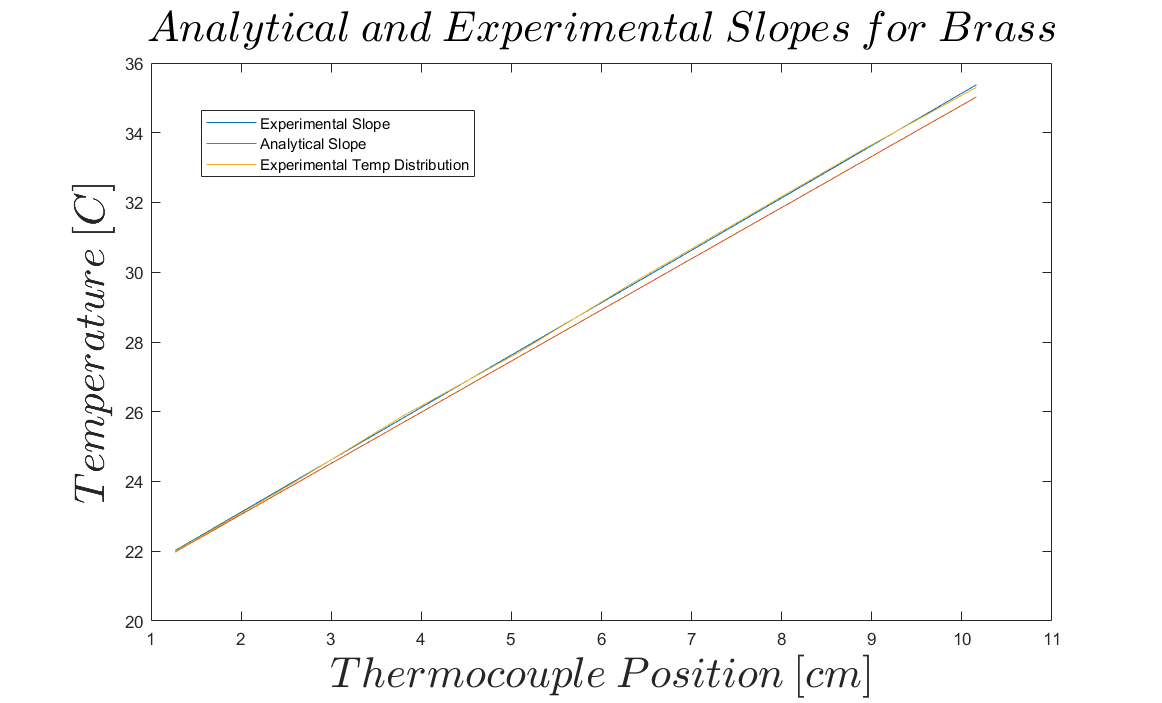 Analytical and Experimental Slopes for Brass
36
34
32
30
28
26
24
22
20
Temperature [C]
Experimental Slope
Analytical Slope
Experimental Temp Distribution
1 2 3 4 5 6 7 8 9 10 11
Thermocouple Position [cm]